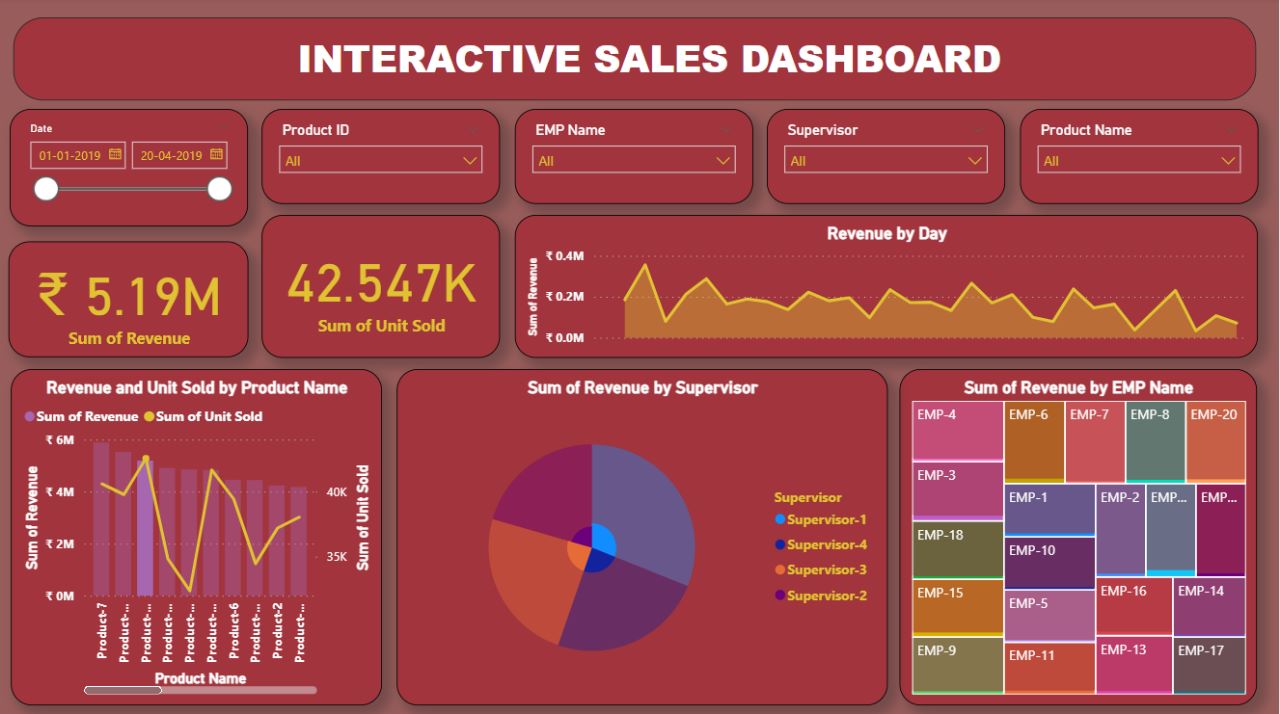 INTERACTIVE SALES DASHBOARD
Date
01-01-2019 20-04-2019
Product ID
All
EMP Name
All
Supervisor
All
Product Name
All
₹ 5.19M
Sum of Revenue
42.547K
Sum of Unit Sold
Revenue by Day
Sum of Revenue
₹ 0.4M
₹ 0.2M
₹ 0.0M
Revenue and Unit Sold by Product Name
Sum of Revenue Sum of Unit Sold
Sum of Revenue
₹ 6M
₹ 4M
₹ 2M
₹ 0M
40K
35K
Sum of Unit Sold
Product-7
Product-...
Product-...
Product-...
Product-...
Product-...
Product-6
Product-...
Product-2
Product-...
Product Name
Sum of Revenue by Supervisor
Supervisor
Supervisor-1
Supervisor-4
Supervisor-3
Supervisor-2
Sum of Revenue by EMP Name
EMP-4
EMP-3
EMP-18
EMP-15
EMP-9
EMP-6
EMP-7
EMP-8
EMP-20
EMP-1
EMP-10
EMP-5
EMP-11
EMP-2
EMP...
EMP...
EMP-16
EMP-14
EMP-13
EMP-17